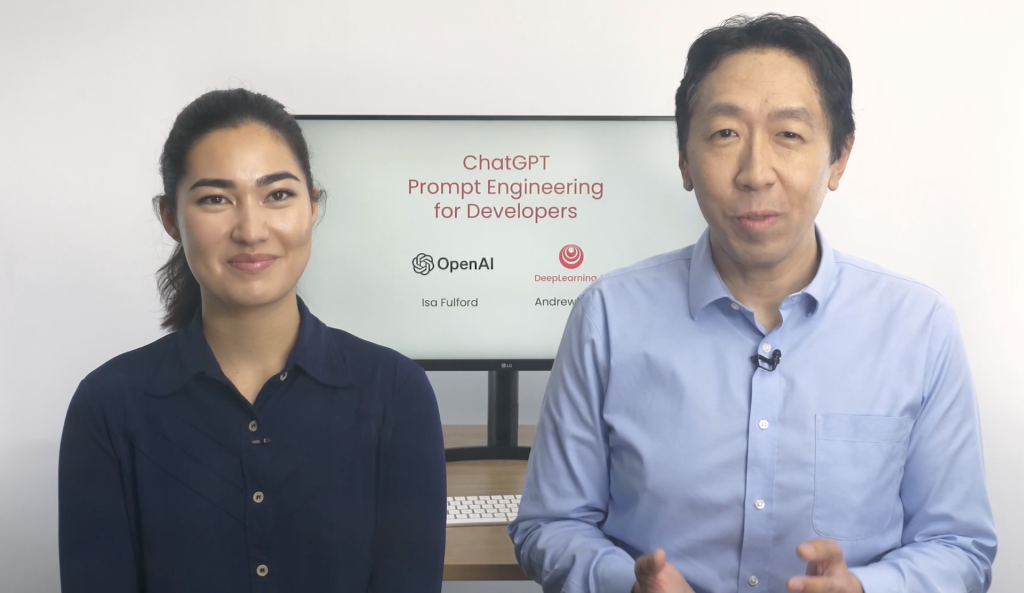 ChatGPT
Prompt Engineering
for Developers
OpenAI
DeepLearning
Isa Fulford
Andrew
LG